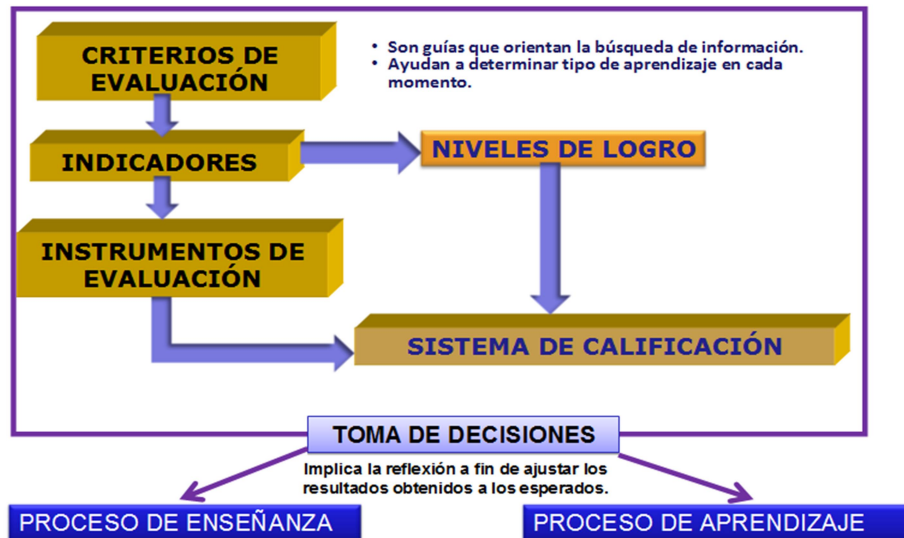 CRITERIOS DE
EVALUACIÓN
• Son guías que orientan la búsqueda de información.
• Ayudan a determinar tipo de aprendizaje en cada
momento.
INDICADORES
NIVELES DE LOGRO
INSTRUMENTOS DE
EVALUACIÓN
SISTEMA DE CALIFICACIÓN
TOMA DE DECISIONES
Implica la reflexión a fin de ajustar los
resultados obtenidos a los esperados.
PROCESO DE ENSEÑANZA
PROCESO DE APRENDIZAJE